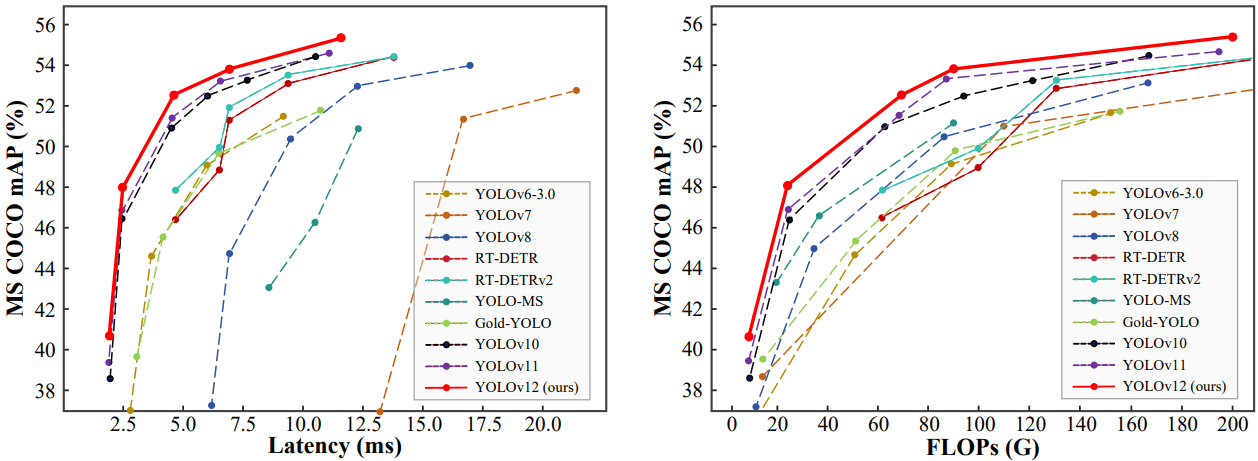 MS COCO mAP (%)
56
54
52
50
48
46
44
42
40
38
2.5 5.0 7.5 10.0 12.5 15.0 17.5 20.0
Latency (ms)
YOLOv6-3.0
YOLOv7
YOLOv8
RT-DETR
RT-DETRv2
YOLO-MS
Gold-YOLO
YOLOv10
YOLOv11
YOLOv12 (ours)
MS COCO mAP (%)
56
54
52
50
48
46
44
42
40
38
0 20 40 60 80 100 120 140 160 200
FLOPs (G)
YOLOv6-3.0
YOLOv7
YOLOv8
RT-DETR
RT-DETRv2
YOLO-MS
Gold-YOLO
YOLOv10
YOLOv11
YOLOv12 (ours)